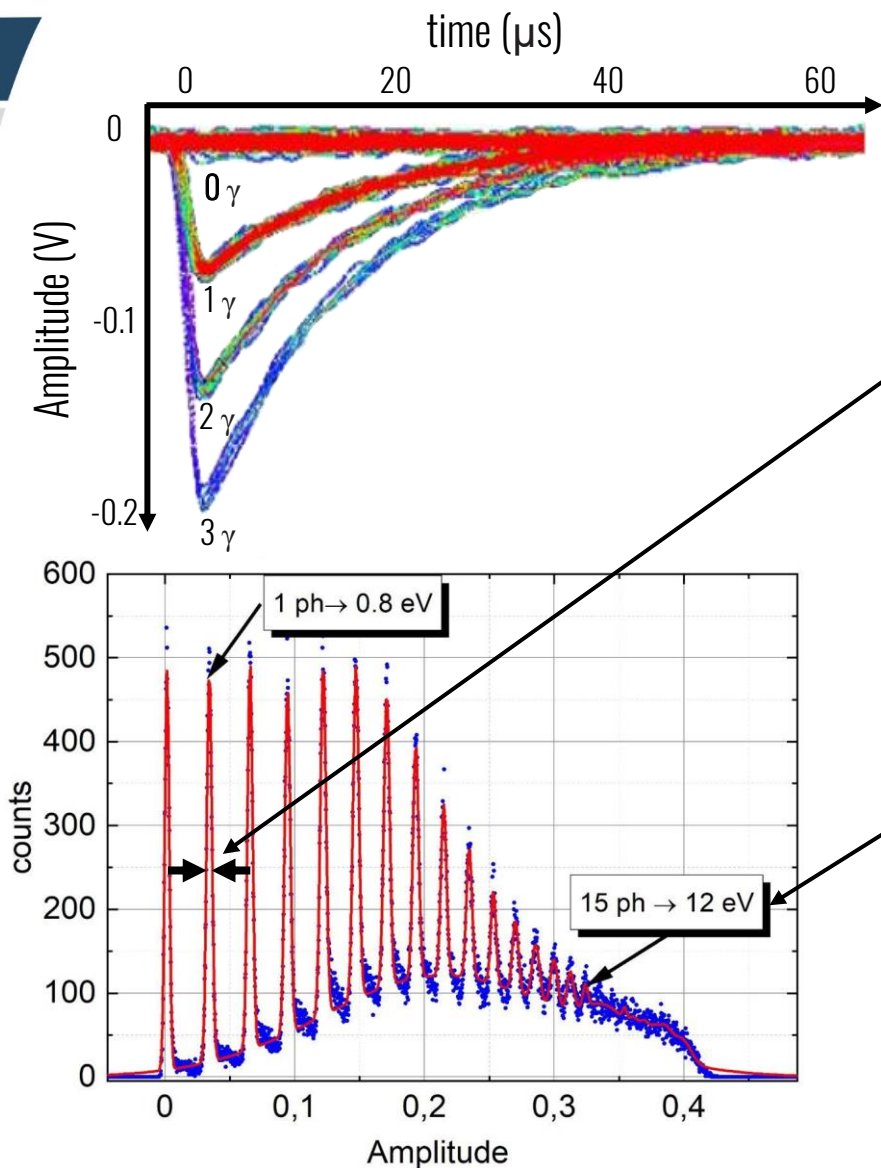 time (µs)
0 20 40 60
0
-0.1
-0.2
Amplitude (V)
0 γ
1 γ
2 γ
3 γ
600
500
400
300
200
100
0
counts
1 ph→ 0.8 eV
15 ph → 12 eV
0 0,1 0,2 0,3 0,4
Amplitude